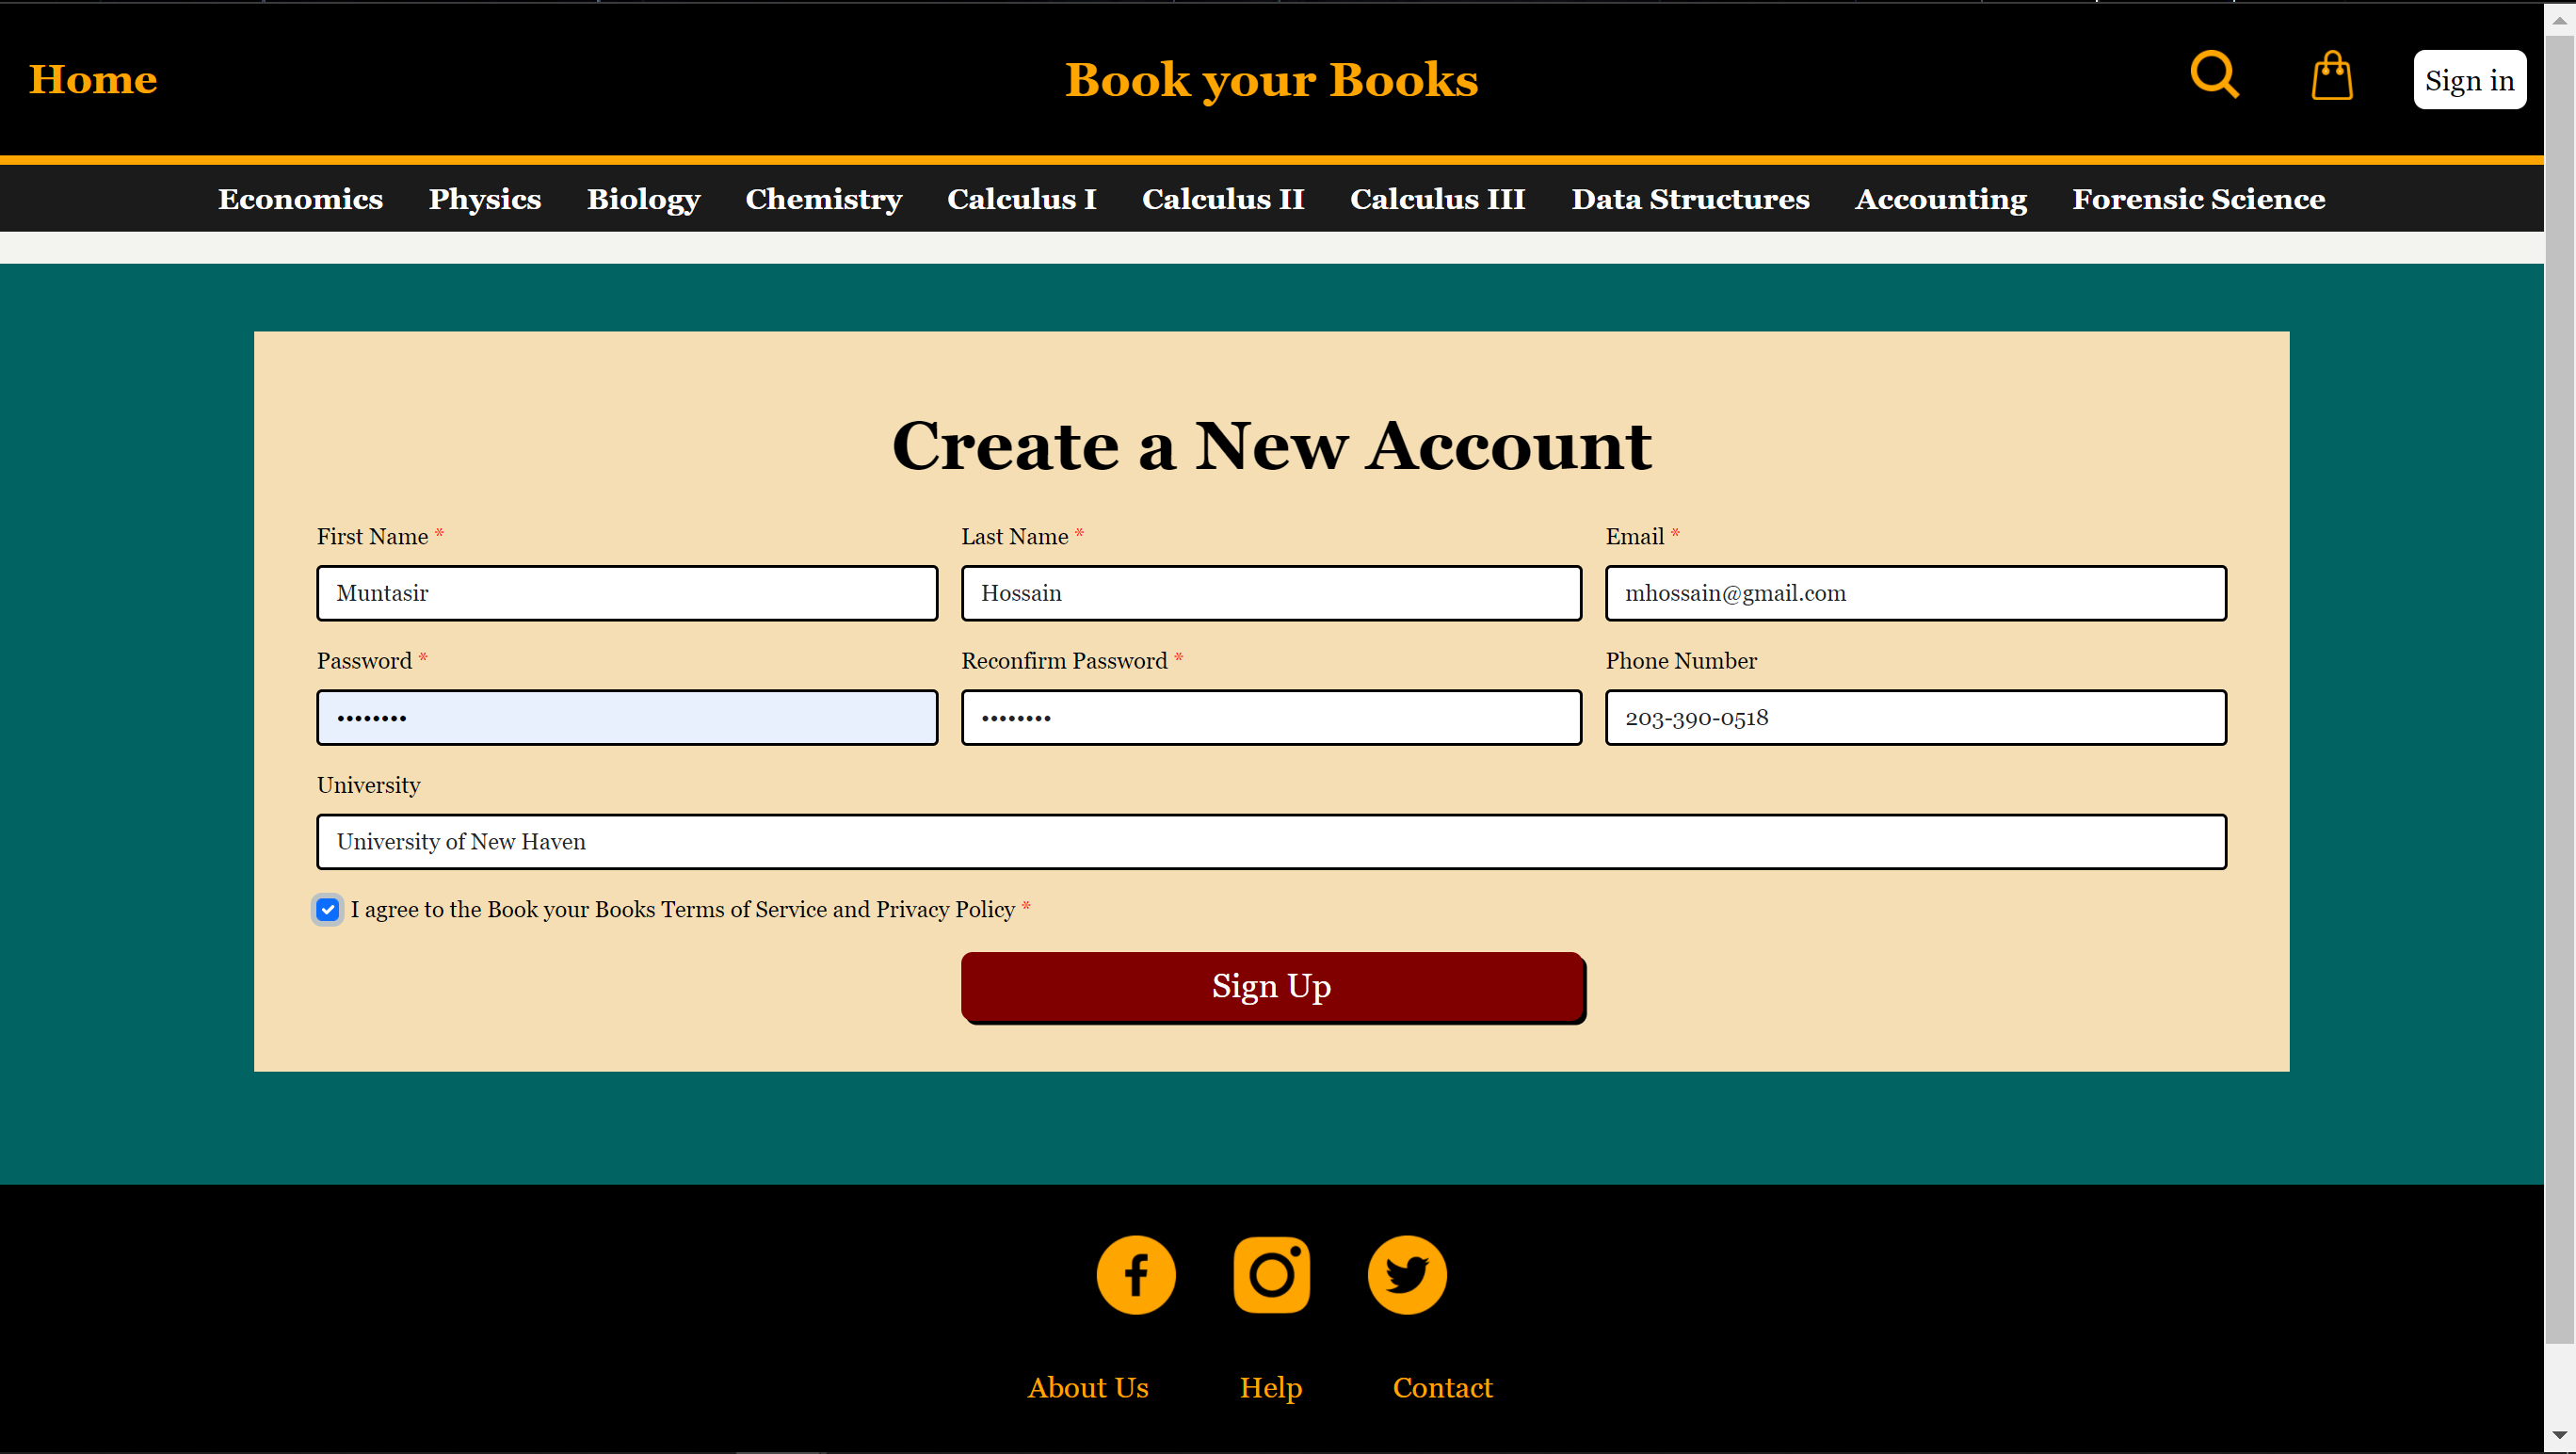 Home
Book your Books
Sign in
Economics Physics Biology Chemistry Calculus I Calculus II Calculus III Data Structures Accounting Forensic Science
Create a New Account
First Name * Last Name * Email *
Muntasir Hossain mhossain@gmail.com
Password * Reconfirm Password * Phone Number
•••••••• •••••••• 203-390-0518
University
University of New Haven
I agree to the Book your Books Terms of Service and Privacy Policy *
Sign Up
About Us Help Contact